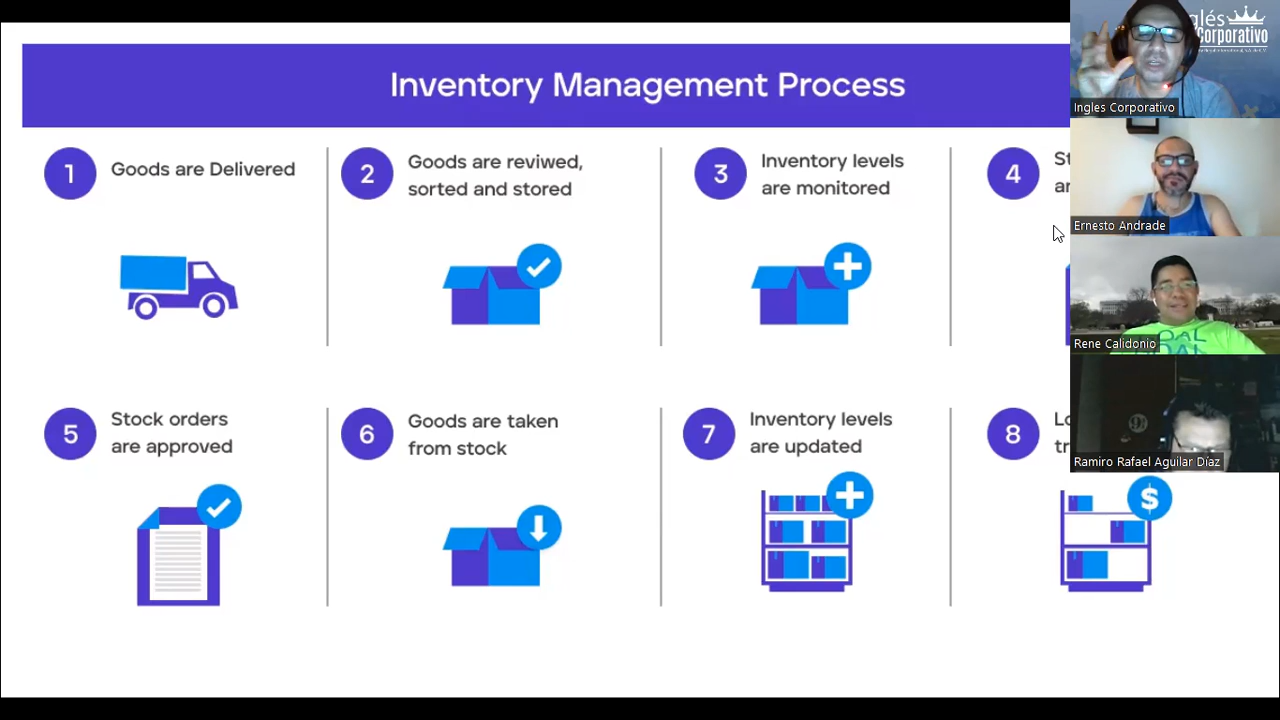 Inventory Management Process
1
Goods are Delivered
2
Goods are reviwed,
sorted and stored
3
Inventory levels
are monitored
4
5
Stock orders
are approved
6
Goods are taken
from stock
7
Inventory levels
are updated
8
$
Corporativo
Ingles Corporativo
Ernesto Andrade
Rene Calidonio
Ramiro Rafael Aguilar Díaz